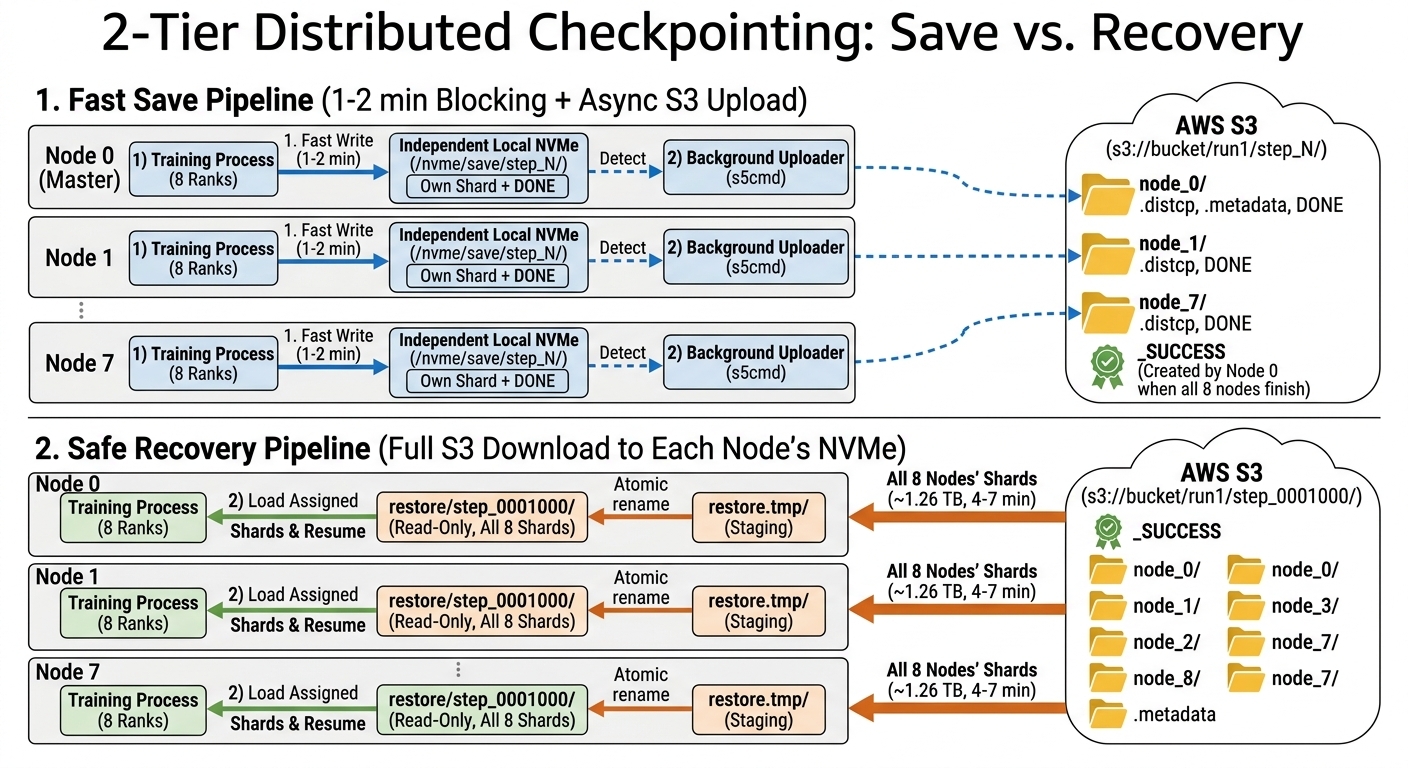 2-Tier Distributed Checkpointing: Save vs. Recovery
1. Fast Save Pipeline (1-2 min Blocking + Async S3 Upload)
Node 0
(Master)
1) Training Process
(8 Ranks)
1. Fast Write
(1-2 min)
Independent Local NVMe
(/nvme/save/step_N/)
Own Shard + DONE
Detect
2) Background Uploader
(s5cmd)
Node 1
1) Training Process
(8 Ranks)
1. Fast Write
(1-2 min)
Independent Local NVMe
(/nvme/save/step_N/)
Own Shard + DONE
Detect
2) Background Uploader
(s5cmd)
Node 7
1) Training Process
(8 Ranks)
1. Fast Write
(1-2 min)
Independent Local NVMe
(/nvme/save/step_N/)
Own Shard + DONE
Detect
2) Background Uploader
(s5cmd)
AWS S3
(s3://bucket/run1/step_N/)
node_0/
.distcp, .metadata, DONE
node_1/
.distcp, DONE
node_7/
.distcp, DONE
_SUCCESS
(Created by Node 0
when all 8 nodes finish)
2. Safe Recovery Pipeline (Full S3 Download to Each Node's NVMe)
Node 0
Training Process
(8 Ranks)
2) Load Assigned
Shards & Resume
restore/step_0001000/
(Read-Only, All 8 Shards)
Atomic
rename
restore.tmp/
(Staging)
All 8 Nodes' Shards
(~1.26 TB, 4-7 min)
Node 1
Training Process
(8 Ranks)
2) Load Assigned
Shards & Resume
restore/step_0001000/
(Read-Only, All 8 Shards)
Atomic
rename
restore.tmp/
(Staging)
All 8 Nodes' Shards
(~1.26 TB, 4-7 min)
Node 7
Training Process
(8 Ranks)
2) Load Assigned
Shards & Resume
restore/step_0001000/
(Read-Only, All 8 Shards)
Atomic
rename
restore.tmp/
(Staging)
All 8 Nodes' Shards
(~1.26 TB, 4-7 min)
AWS S3
(s3://bucket/run1/step_0001000/)
_SUCCESS
node_0/ node_0/
node_1/ node_3/
node_2/ node_7/
node_8/ node_7/
.metadata